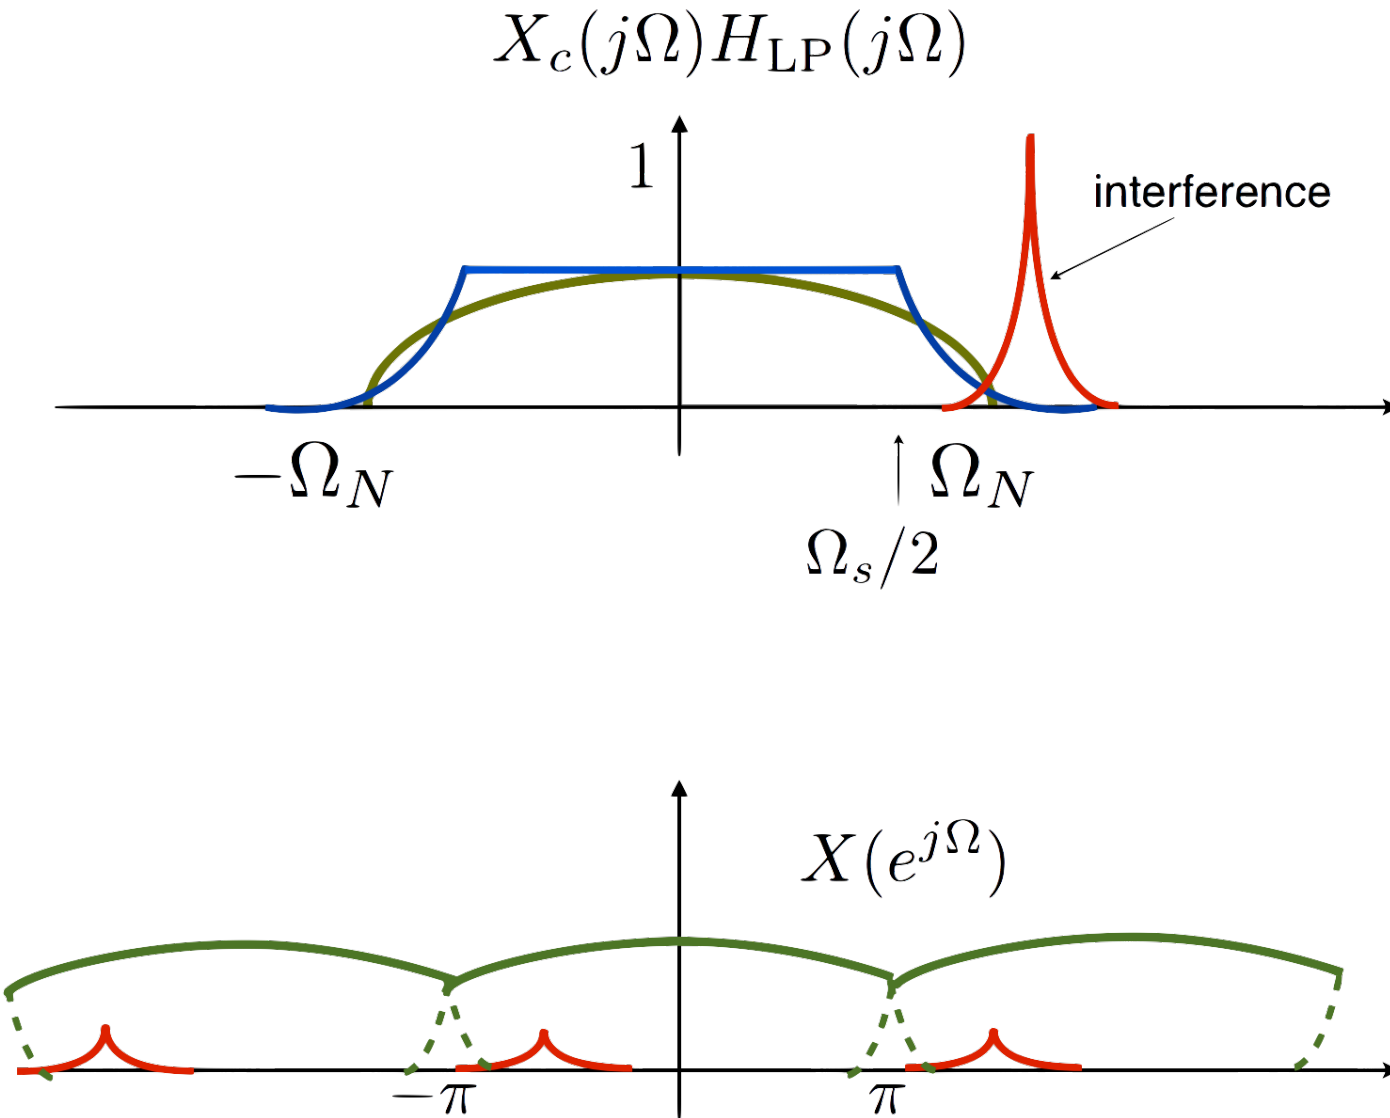 X_c(jΩ)H_LP(jΩ)
1
interference
−Ω_N
Ω_N
Ω_s/2
X(e^{jΩ})
−π
π